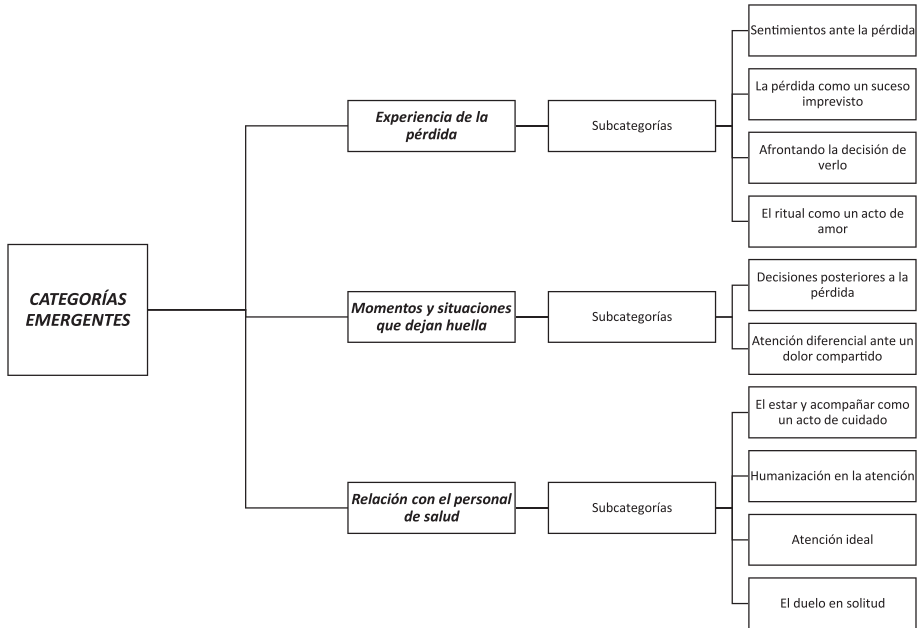 CATEGORÍAS
EMERGENTES
Experiencia de la
pérdida
Subcategorías
Sentimientos ante la pérdida
La pérdida como un suceso
imprevisto
Afrontando la decisión de
verlo
El ritual como un acto de
amor
Momentos y situaciones
que dejan huella
Subcategorías
Decisiones posteriores a la
pérdida
Atención diferencial ante un
dolor compartido
Relación con el personal
de salud
Subcategorías
El estar y acompañar como
un acto de cuidado
Humanización en la atención
Atención ideal
El duelo en solitud